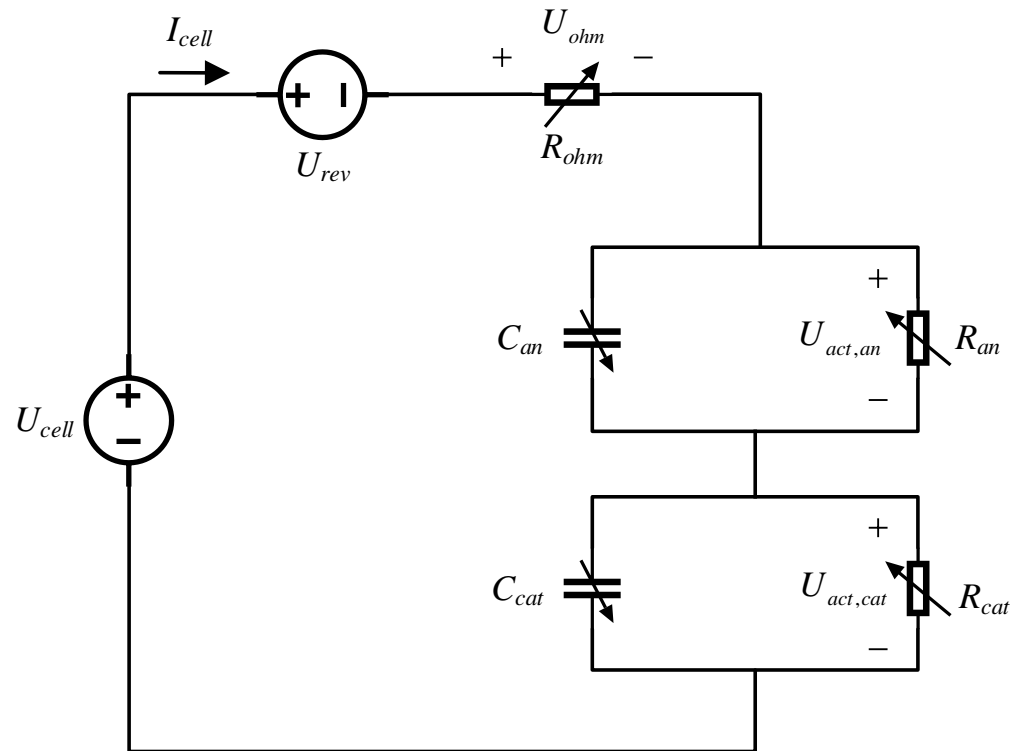 I_cell
U_ohm
+ −
+ −
U_rev
R_ohm
+
C_an
U_act,an
R_an
−
+
−
U_cell
+
C_cat
U_act,cat
R_cat
−